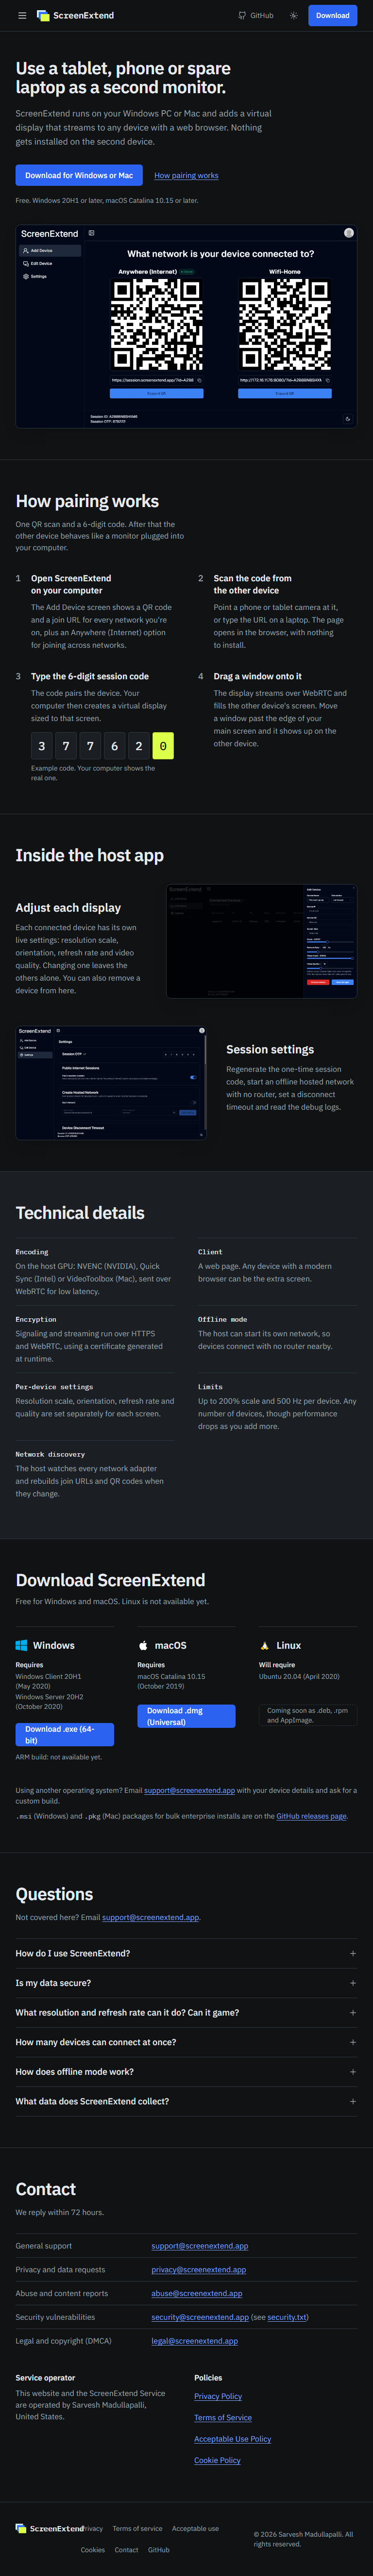 ScreenExtend
GitHub
Download
Use a tablet, phone or spare
laptop as a second monitor.
ScreenExtend runs on your Windows PC or Mac and adds a virtual
display that streams to any device with a web browser. Nothing
gets installed on the second device.
Download for Windows or Mac
How pairing works
Free. Windows 20H1 or later, macOS Catalina 10.15 or later.
ScreenExtend
Add Device
Edit Device
Settings
What network is your device connected to?
Anywhere (Internet)
Wifi-Home
How pairing works
One QR scan and a 6-digit code. After that the
other device behaves like a monitor plugged into
your computer.
1
Open ScreenExtend
on your computer
The Add Device screen shows a QR code
and a join URL for every network you're
on, plus an Anywhere (Internet) option
for joining across networks.
2
Scan the code from
the other device
Point a phone or tablet camera at it,
or type the URL on a laptop. The page
opens in the browser, with nothing
to install.
3
Type the 6-digit session code
The code pairs the device. Your
computer then creates a virtual display
sized to that screen.
3 7 7 6 2 0
Example code. Your computer shows the
real one.
4
Drag a window onto it
The display streams over WebRTC and
fills the other device's screen. Move
a window past the edge of your
main screen and it shows up on the
other device.
Inside the host app
Adjust each display
Each connected device has its own
live settings: resolution scale,
orientation, refresh rate and video
quality. Changing one leaves the
others alone. You can also remove a
device from here.
ScreenExtend
ScreenExtend
Add Device
Edit Device
Settings
Settings
Session OTP
Public Internet Sessions
Create Hosted Network
Device Disconnect Timeout
Session settings
Regenerate the one-time session
code, start an offline hosted network
with no router, set a disconnect
timeout and read the debug logs.
Technical details
Encoding
On the host GPU: NVENC (NVIDIA), Quick
Sync (Intel) or VideoToolbox (Mac), sent over
WebRTC for low latency.
Client
A web page. Any device with a modern
browser can be the extra screen.
Encryption
Signaling and streaming run over HTTPS
and WebRTC, using a certificate generated
at runtime.
Offline mode
The host can start its own network, so
devices connect with no router nearby.
Per-device settings
Resolution scale, orientation, refresh rate and
quality are set separately for each screen.
Limits
Up to 200% scale and 500 Hz per device. Any
number of devices, though performance
drops as you add more.
Network discovery
The host watches every network adapter
and rebuilds join URLs and QR codes when
they change.
Download ScreenExtend
Free for Windows and macOS. Linux is not available yet.
Windows
Requires
Windows Client 20H1
(May 2020)
Windows Server 20H2
(October 2020)
Download .exe (64-
bit)
ARM build: not available yet.
macOS
Requires
macOS Catalina 10.15
(October 2019)
Download .dmg
(Universal)
Linux
Will require
Ubuntu 20.04 (April 2020)
Coming soon as .deb, .rpm
and AppImage.
Using another operating system? Email support@screenextend.app with your device details and ask for a
custom build.
.msi (Windows) and .pkg (Mac) packages for bulk enterprise installs are on the GitHub releases page.
Questions
Not covered here? Email support@screenextend.app.
How do I use ScreenExtend?
Is my data secure?
What resolution and refresh rate can it do? Can it game?
How many devices can connect at once?
How does offline mode work?
What data does ScreenExtend collect?
Contact
We reply within 72 hours.
General support
support@screenextend.app
Privacy and data requests
privacy@screenextend.app
Abuse and content reports
abuse@screenextend.app
Security vulnerabilities
security@screenextend.app (see security.txt)
Legal and copyright (DMCA)
legal@screenextend.app
Service operator
This website and the ScreenExtend Service
are operated by Sarvesh Madullapalli,
United States.
Policies
Privacy Policy
Terms of Service
Acceptable Use Policy
Cookie Policy
ScreenExtend
Privacy
Terms of service
Acceptable use
Cookies
Contact
GitHub
© 2026 Sarvesh Madullapalli. All
rights reserved.